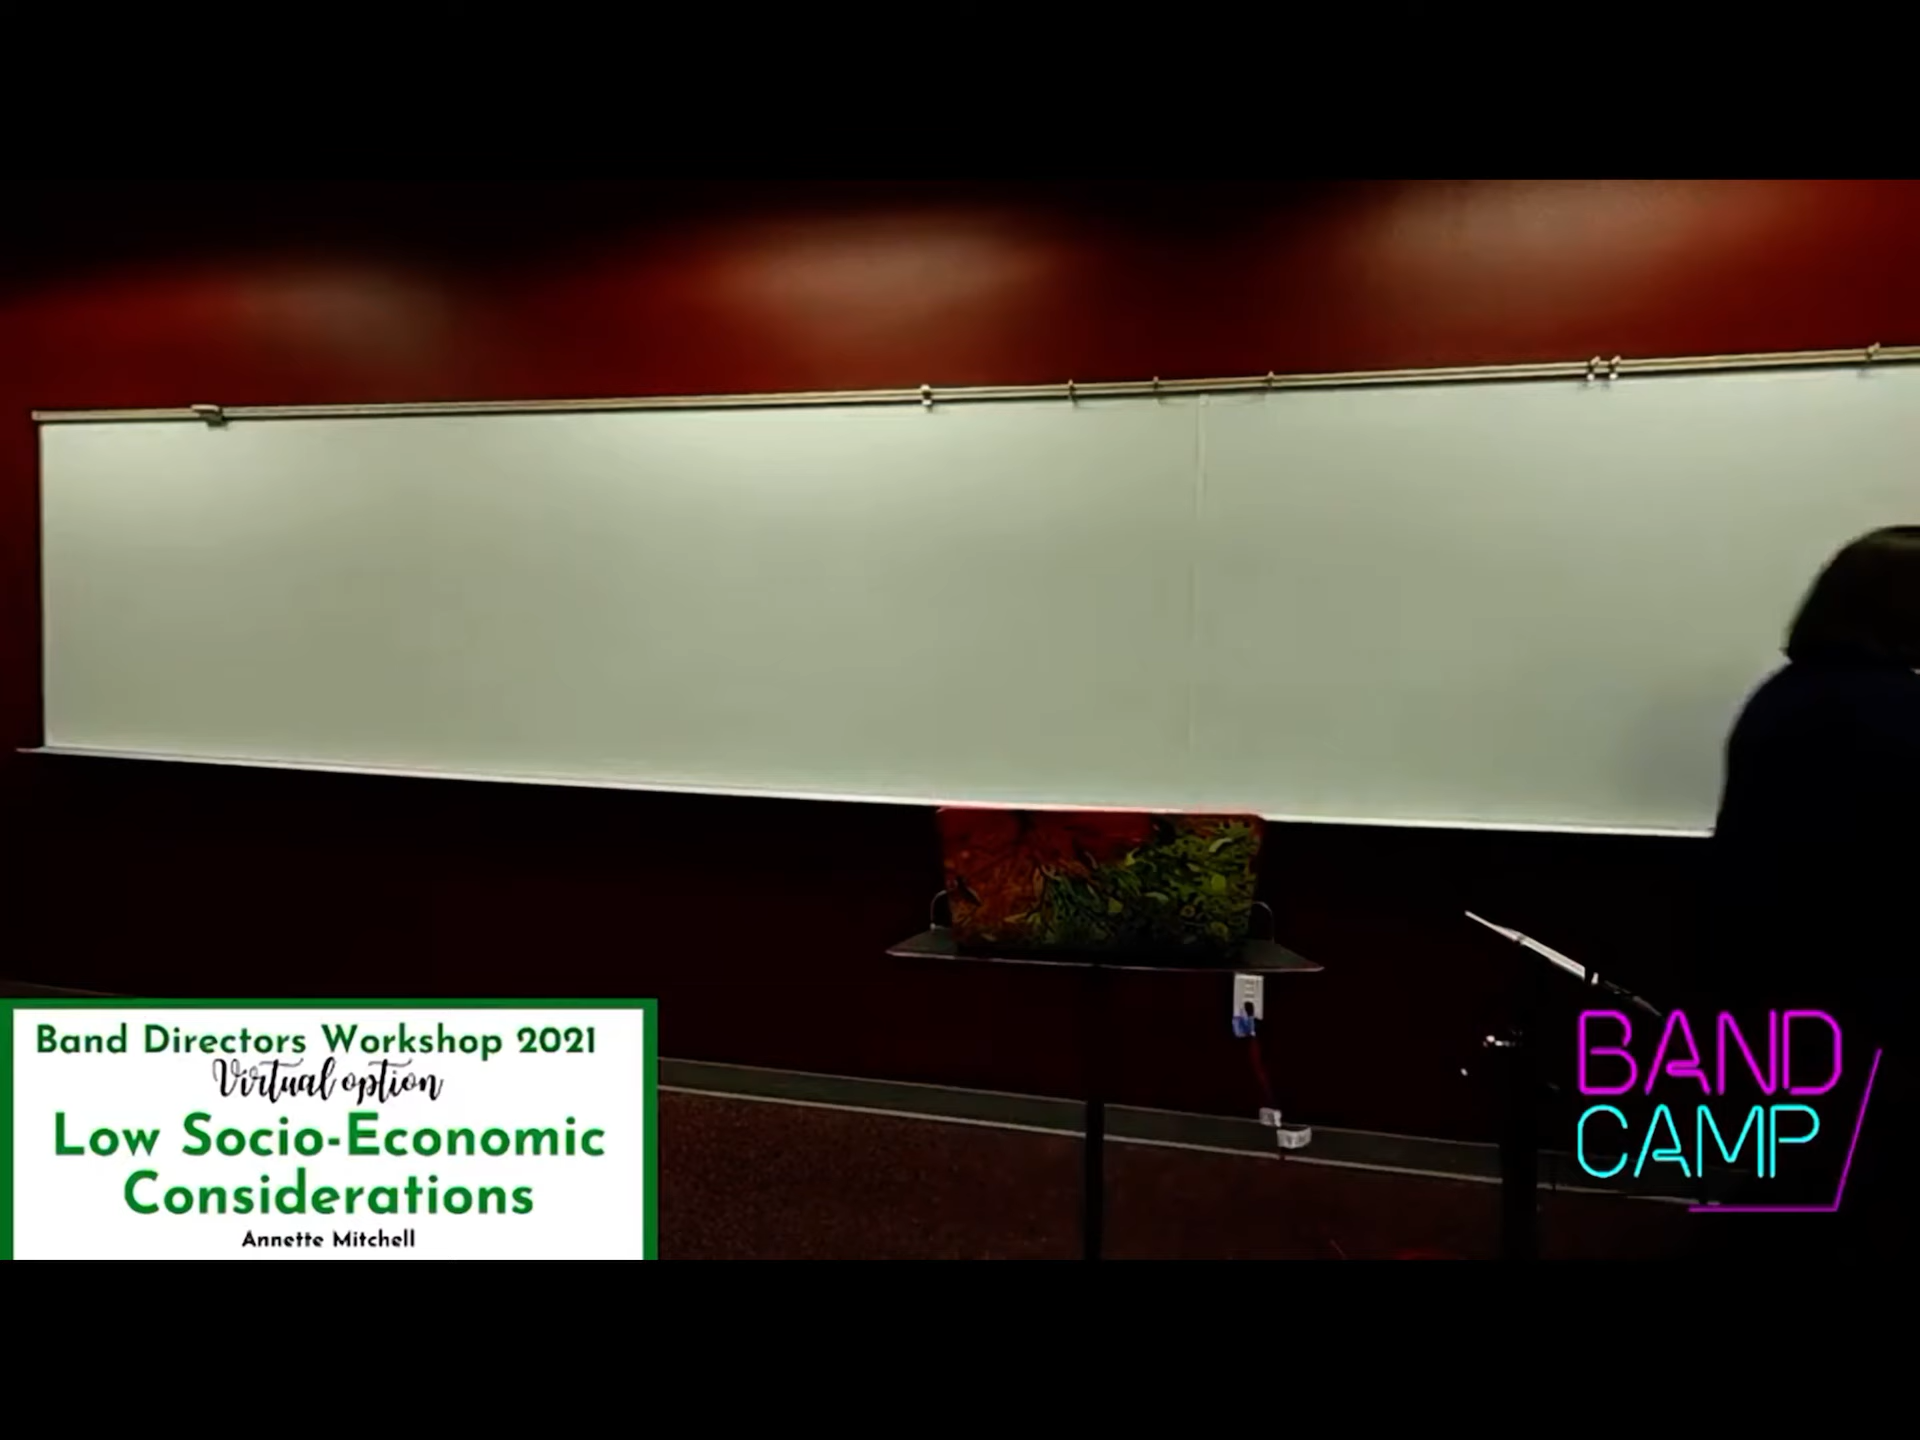 Band Directors Workshop 2021
Virtual option
Low Socio-Economic
Considerations
Annette Mitchell
BAND
CAMP